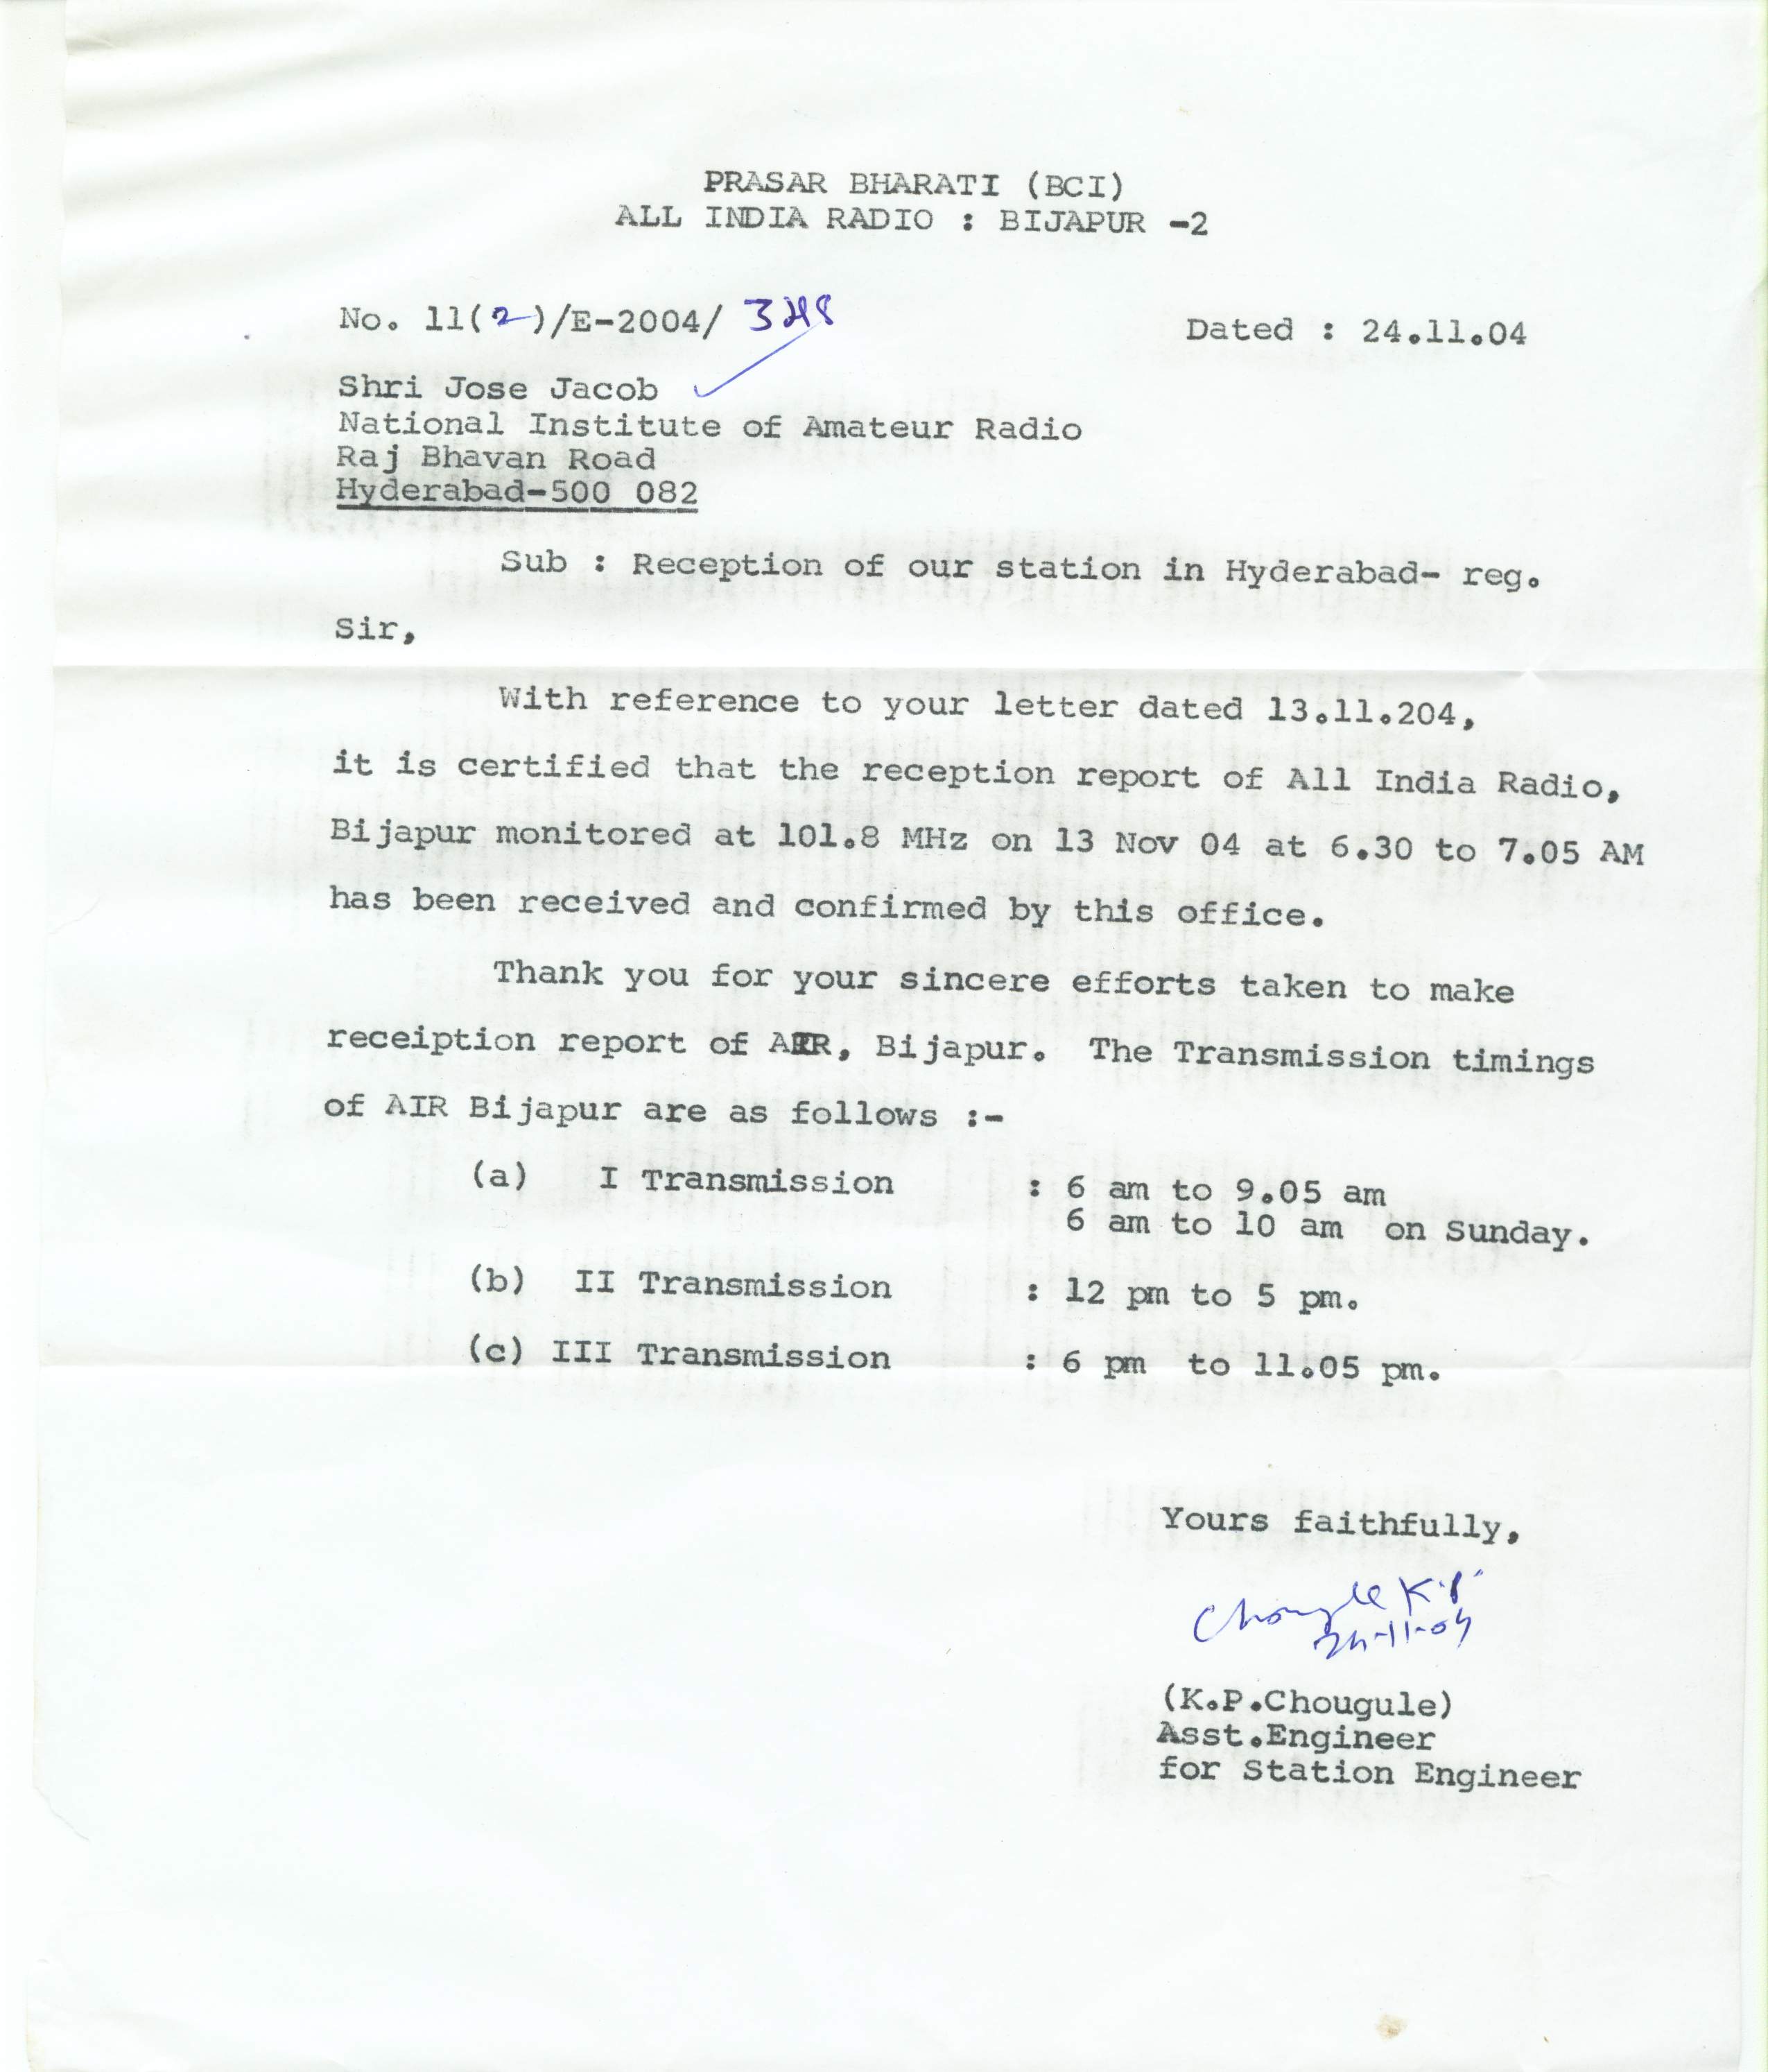 PRASAR BHARATI (BCI)
ALL INDIA RADIO : BIJAPUR -2
No. 11(2)/E-2004/ 348
Dated : 24.11.04
Shri Jose Jacob
National Institute of Amateur Radio
Raj Bhavan Road
Hyderabad-500 082
Sub : Reception of our station in Hyderabad- reg.
Sir,
With reference to your letter dated 13.11.204,
it is certified that the reception report of All India Radio,
Bijapur monitored at 101.8 MHz on 13 Nov 04 at 6.30 to 7.05 AM
has been received and confirmed by this office.
Thank you for your sincere efforts taken to make
receiption report of AIR, Bijapur. The Transmission timings
of AIR Bijapur are as follows :-
(a) I Transmission : 6 am to 9.05 am
6 am to 10 am on Sunday.
(b) II Transmission : 12 pm to 5 pm.
(c) III Transmission : 6 pm to 11.05 pm.
Yours faithfully,
Chougule K.P.
24-11-04
(K.P.Chougule)
Asst.Engineer
for Station Engineer